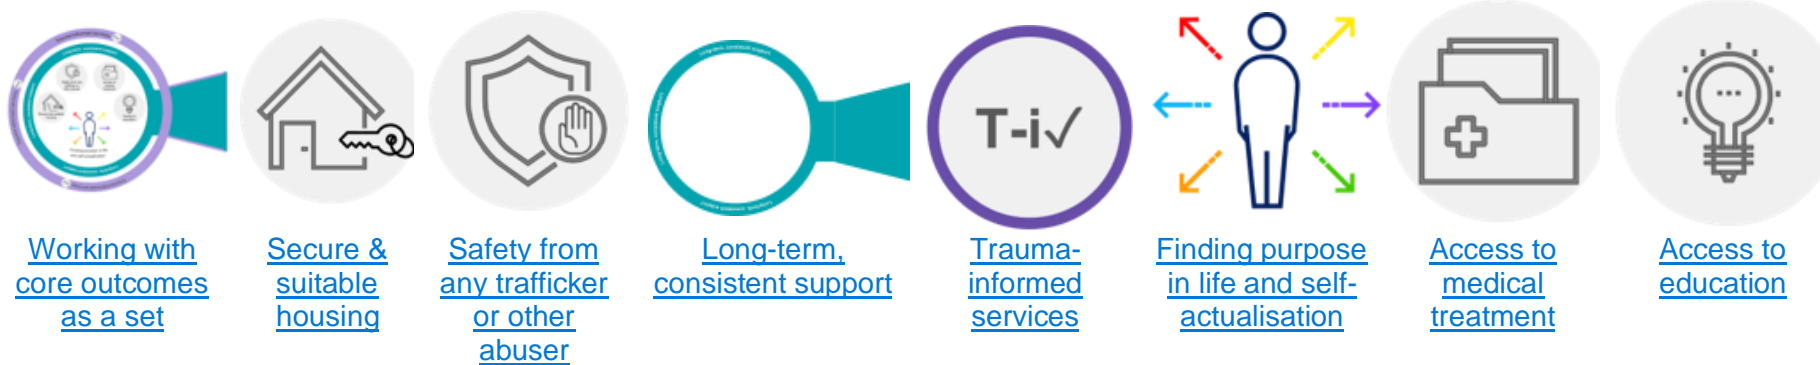 T-i✓
Working with
core outcomes
as a set
Secure &
suitable
housing
Safety from
any trafficker
or other
abuser
Long-term,
consistent support
Trauma-
informed
services
Finding purpose
in life and self-
actualisation
Access to
medical
treatment
Access to
education